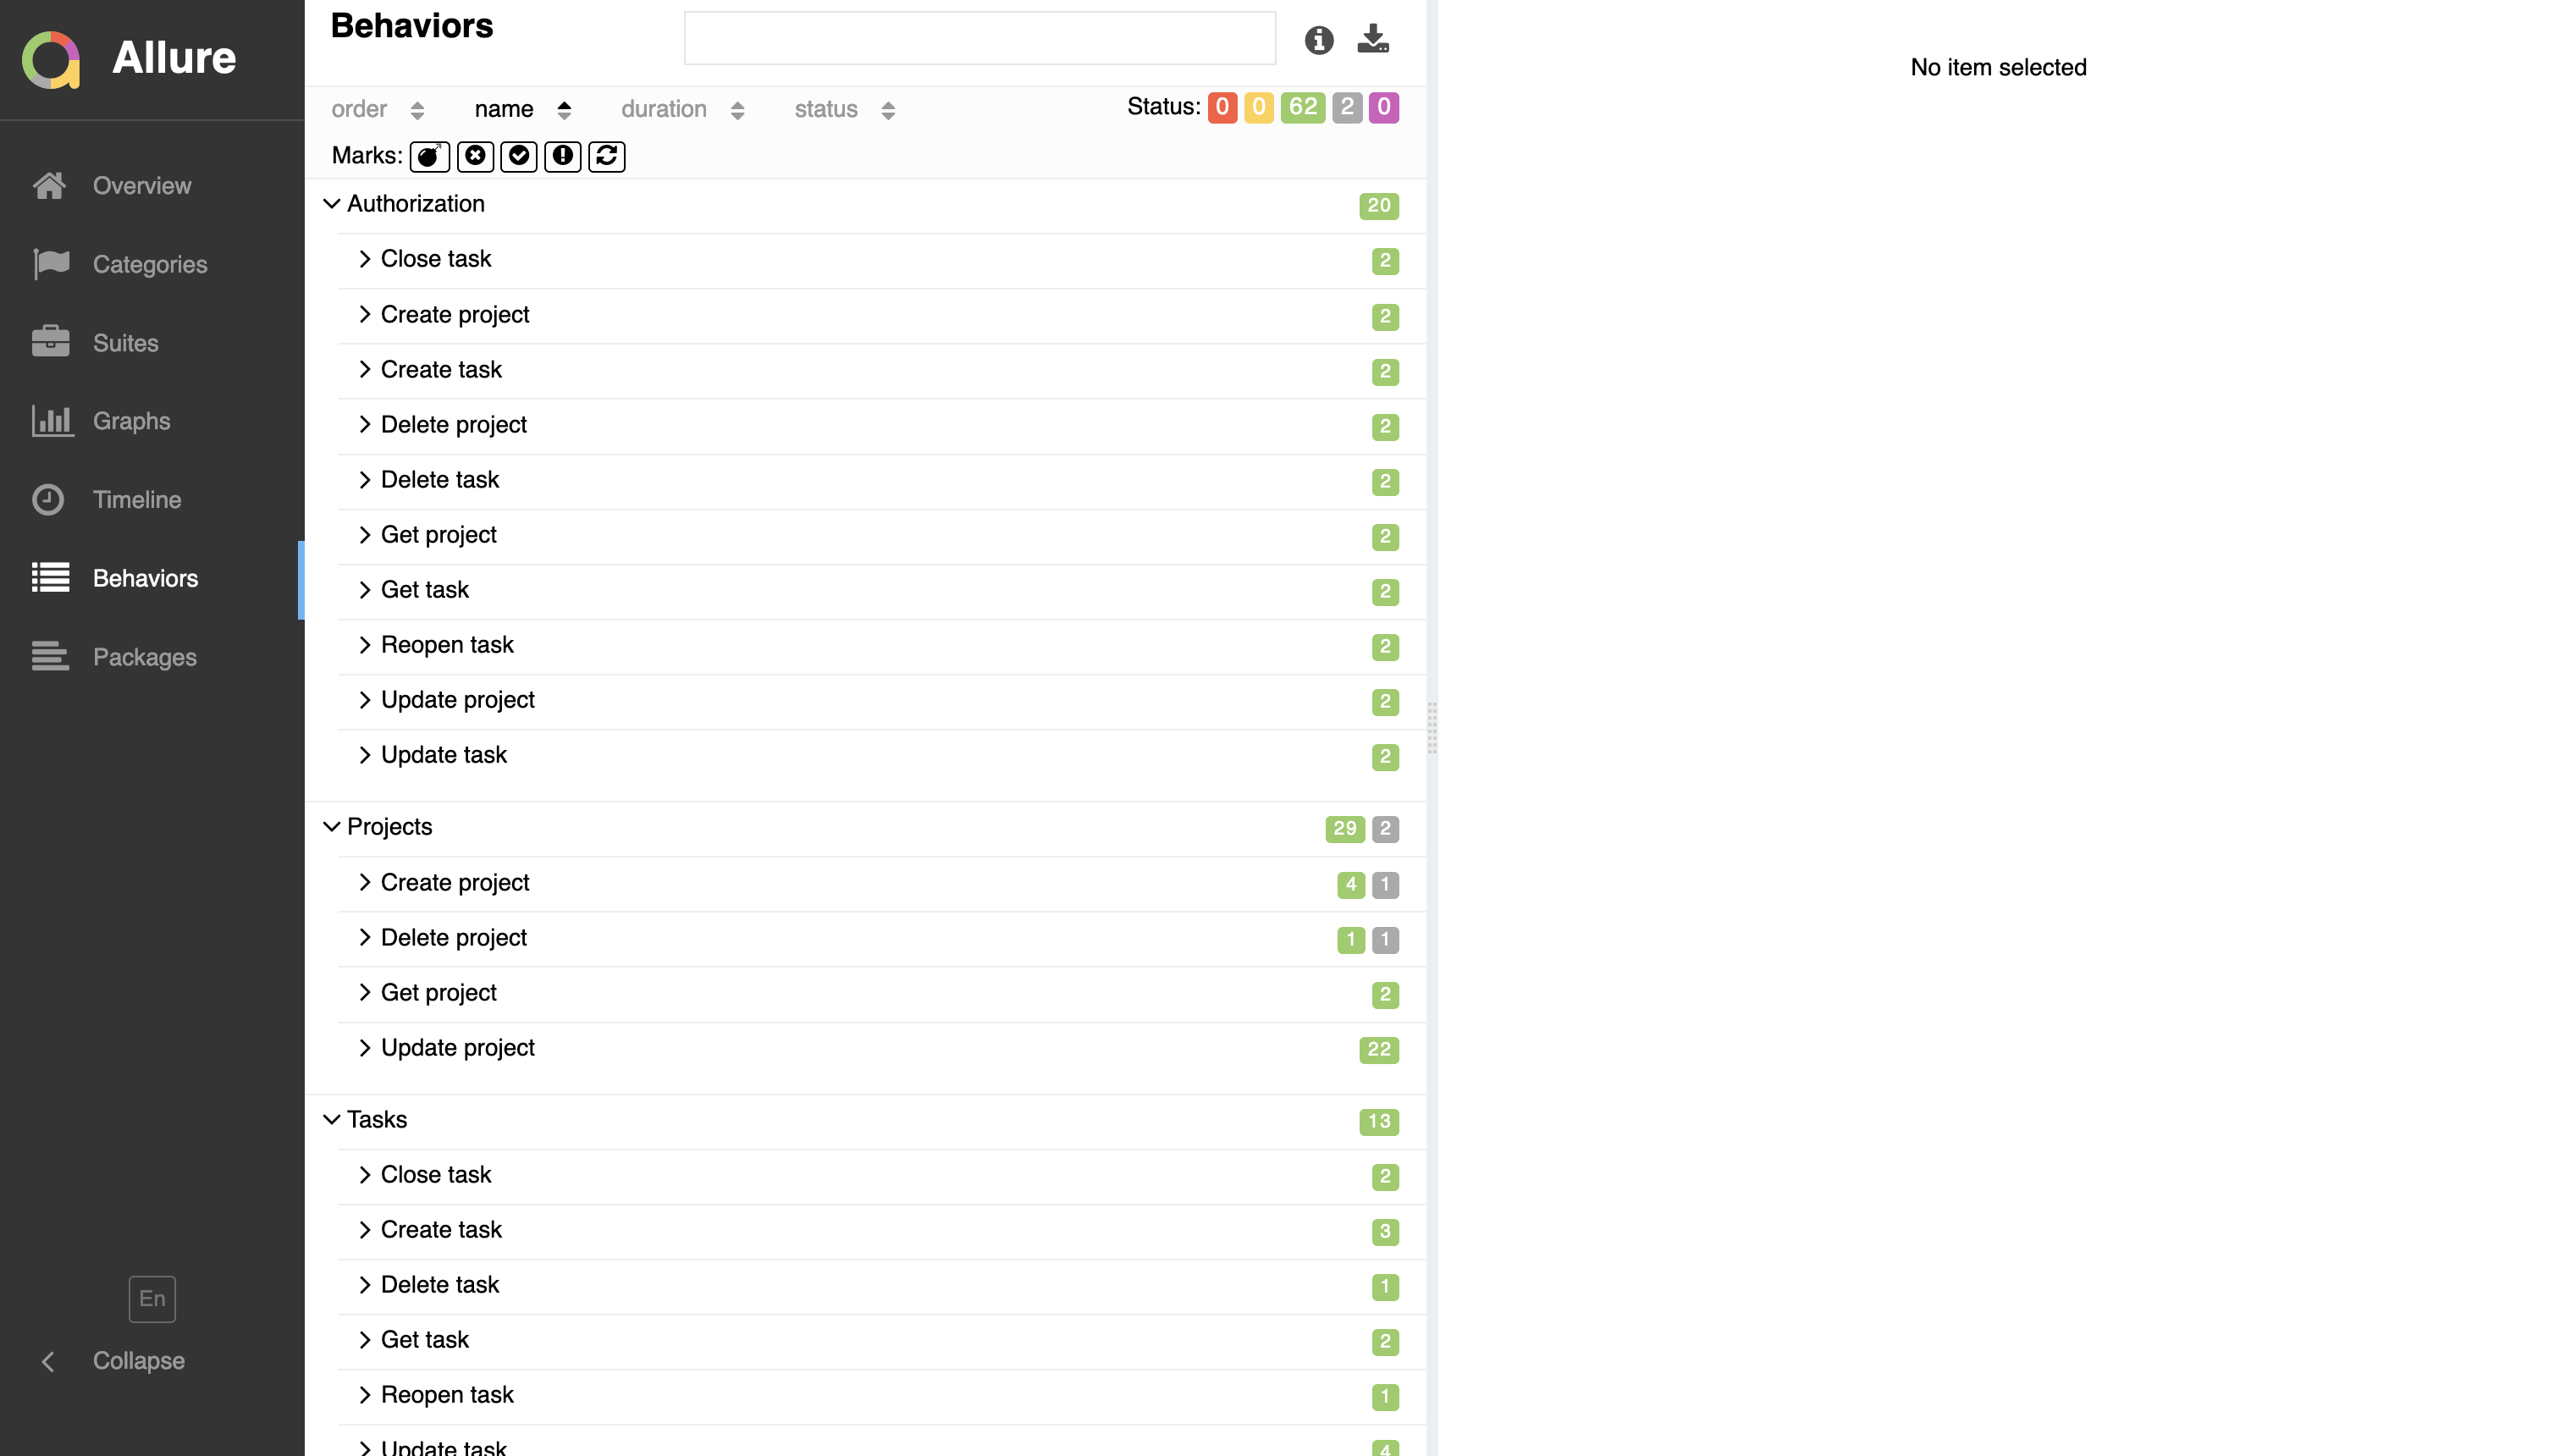 Allure
Overview
Categories
Suites
Graphs
Timeline
Behaviors
Packages
En
Collapse
Behaviors
order name duration status Status: 0 0 62 2 0
Marks:
Authorization 20
Close task 2
Create project 2
Create task 2
Delete project 2
Delete task 2
Get project 2
Get task 2
Reopen task 2
Update project 2
Update task 2
Projects 29 2
Create project 4 1
Delete project 1 1
Get project 2
Update project 22
Tasks 13
Close task 2
Create task 3
Delete task 1
Get task 2
Reopen task 1
Update task 4
No item selected